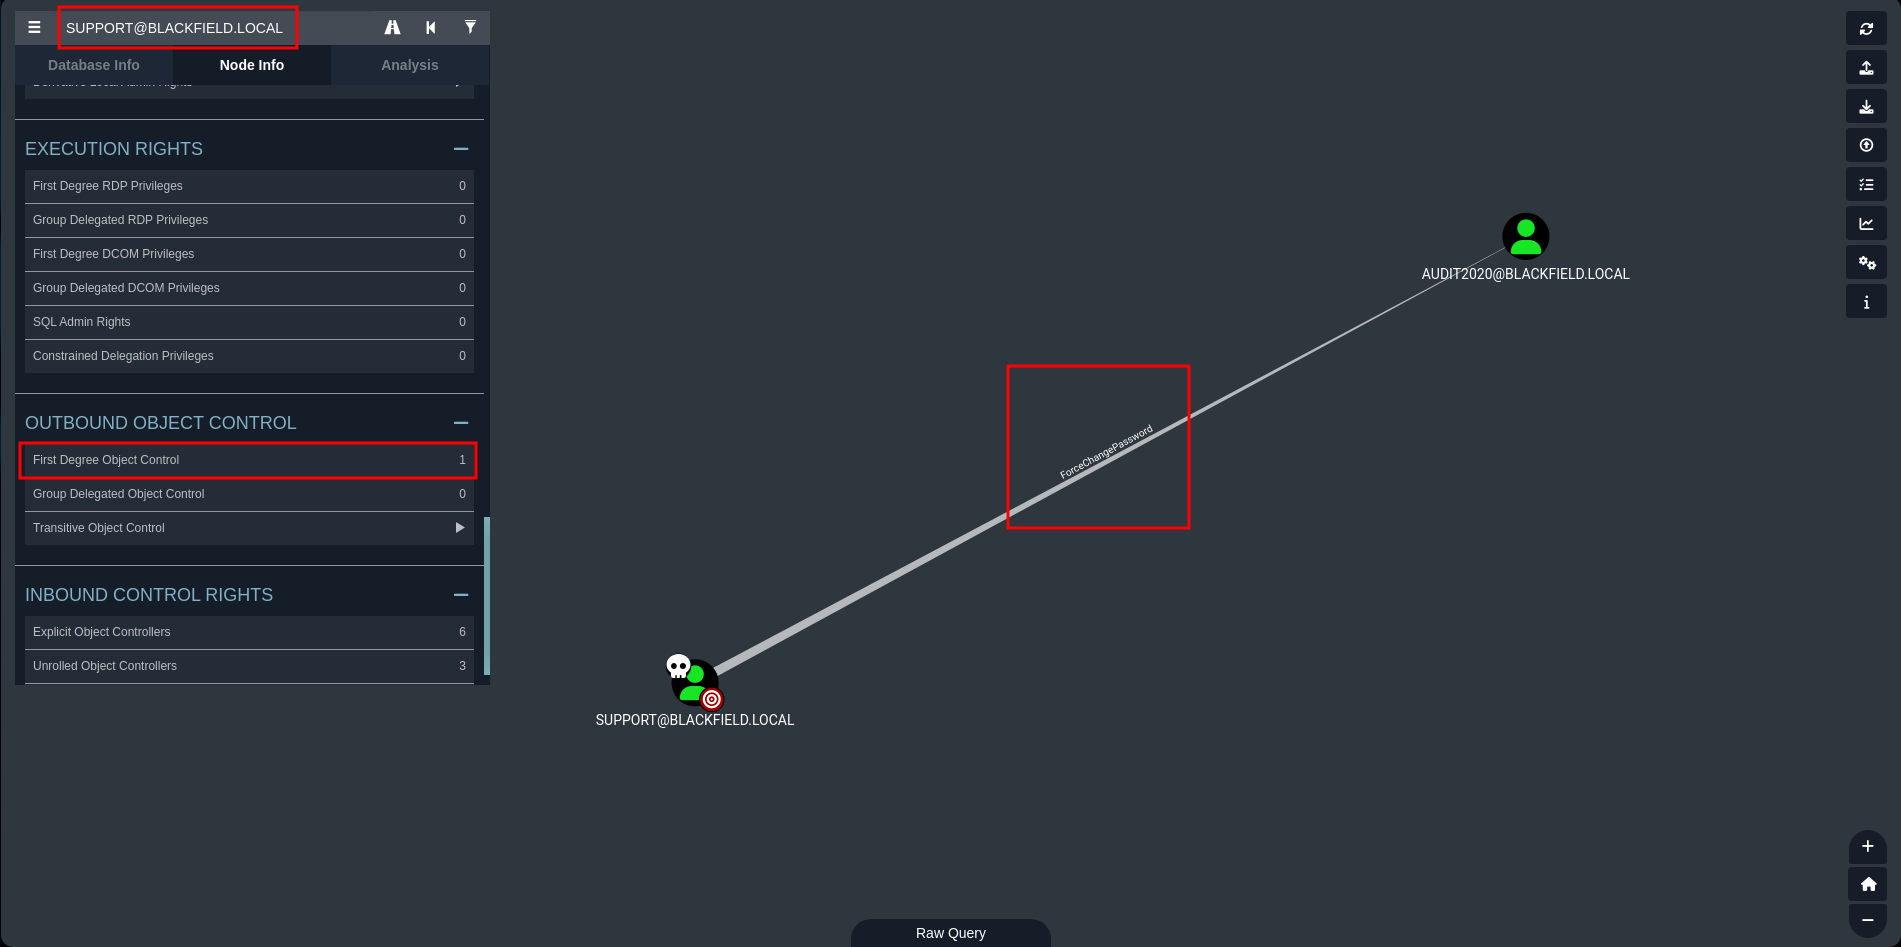 SUPPORT@BLACKFIELD.LOCAL
Database Info
Node Info
Analysis
EXECUTION RIGHTS
First Degree RDP Privileges 0
Group Delegated RDP Privileges 0
First Degree DCOM Privileges 0
Group Delegated DCOM Privileges 0
SQL Admin Rights 0
Constrained Delegation Privileges 0
OUTBOUND OBJECT CONTROL
First Degree Object Control 1
Group Delegated Object Control 0
Transitive Object Control
INBOUND CONTROL RIGHTS
Explicit Object Controllers 6
Unrolled Object Controllers 3
AUDIT2020@BLACKFIELD.LOCAL
ForceChangePassword
SUPPORT@BLACKFIELD.LOCAL
Raw Query